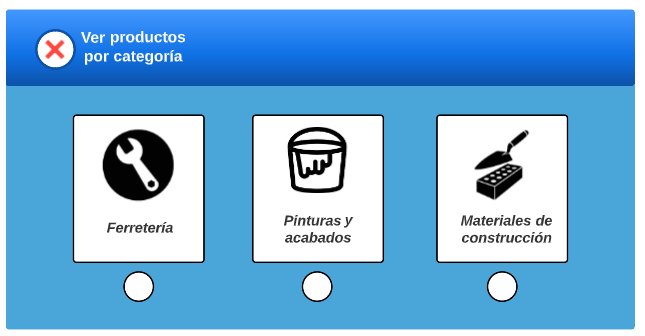 Ver productos
por categoría
Ferretería
Pinturas y
acabados
Materiales de
construcción